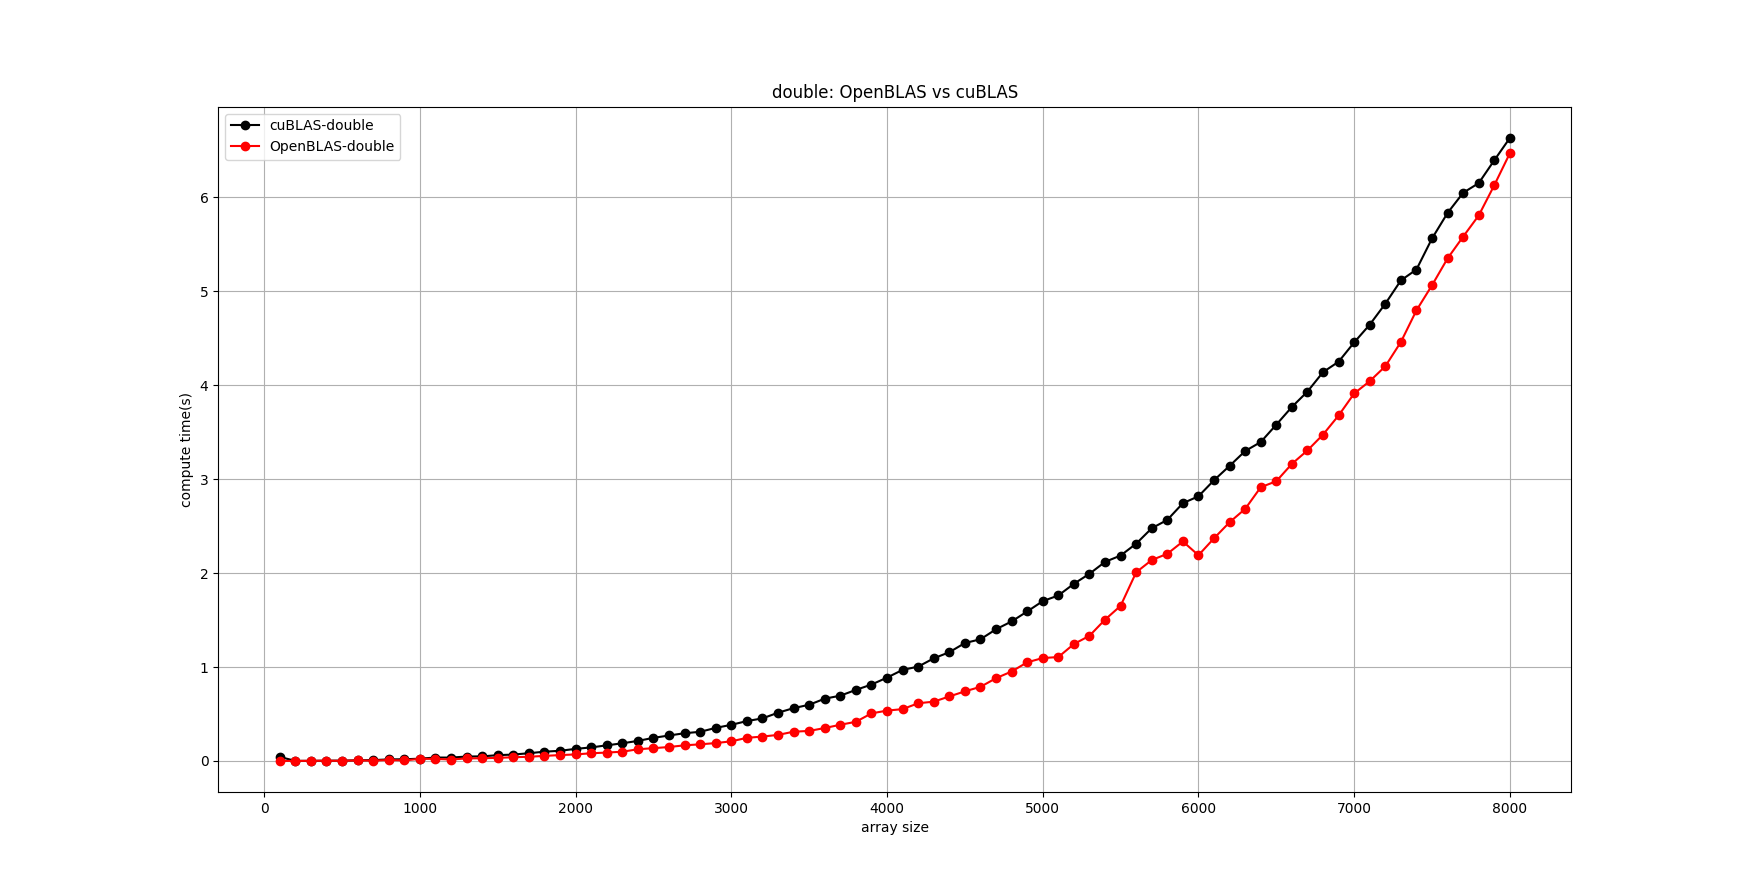 double: OpenBLAS vs cuBLAS
cuBLAS-double
OpenBLAS-double
6
5
4
3
2
1
0
compute time(s)
0 1000 2000 3000 4000 5000 6000 7000 8000
array size